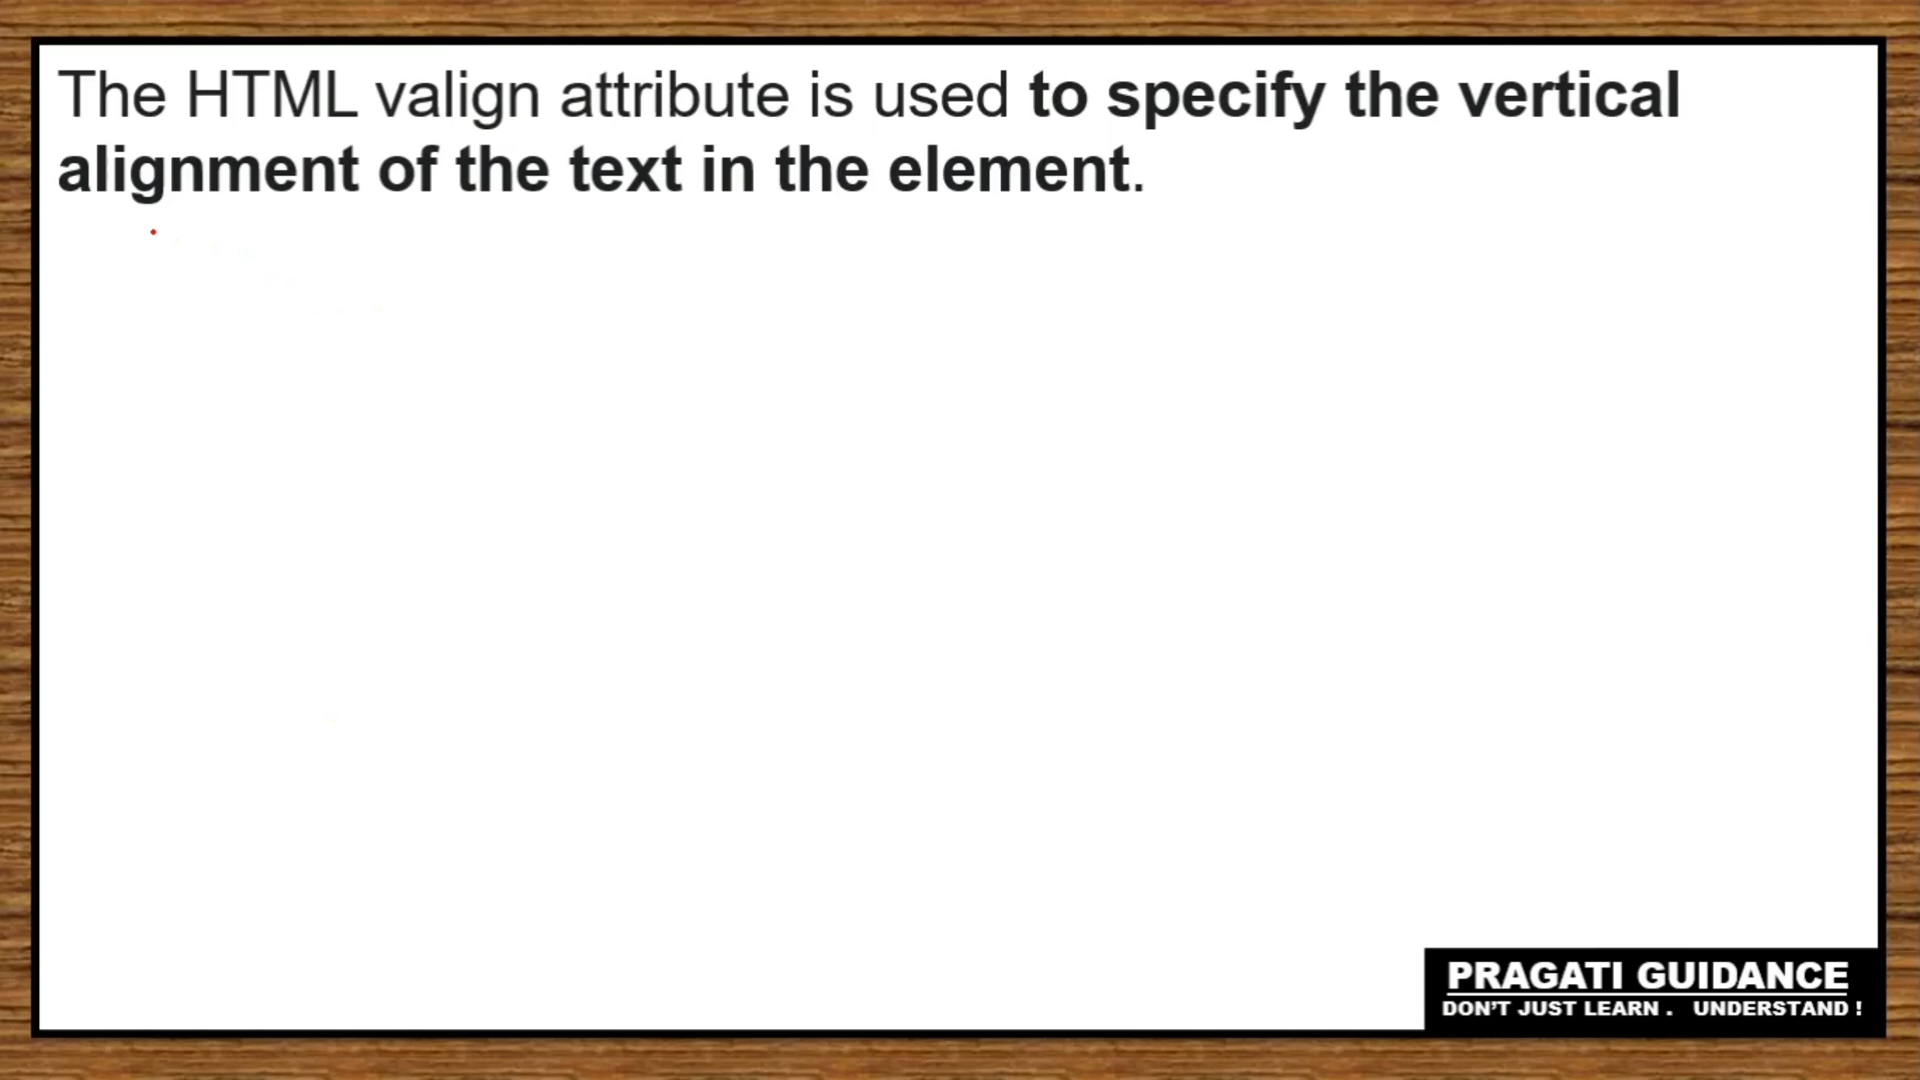 The HTML valign attribute is used to specify the vertical
alignment of the text in the element.
PRAGATI GUIDANCE
DON'T JUST LEARN . UNDERSTAND !